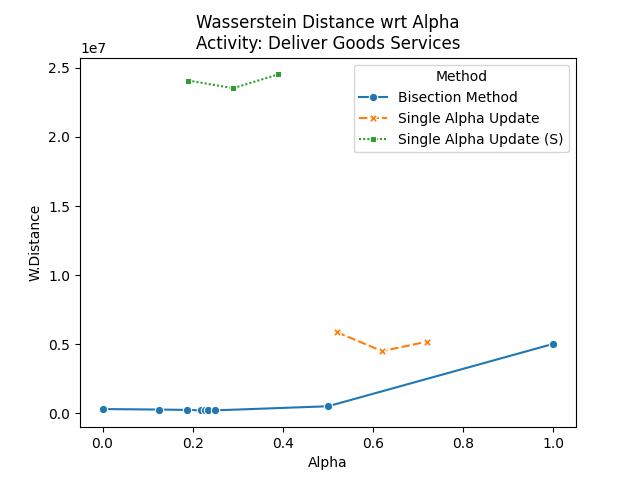 Wasserstein Distance wrt Alpha
Activity: Deliver Goods Services
1e7
2.5
2.0
1.5
1.0
0.5
0.0
W.Distance
Method
Bisection Method
Single Alpha Update
Single Alpha Update (S)
0.0 0.2 0.4 0.6 0.8 1.0
Alpha